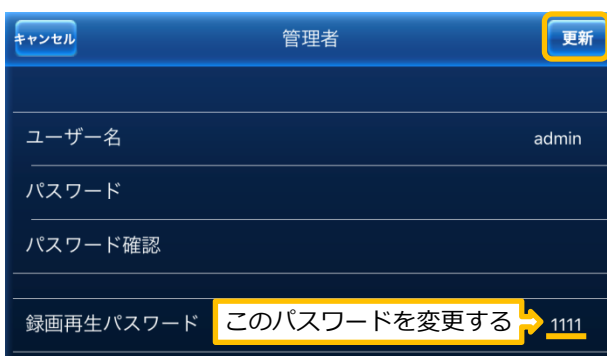 キャンセル 管理者 更新
ユーザー名 admin
パスワード
パスワード確認
録画再生パスワード このパスワードを変更する 1111